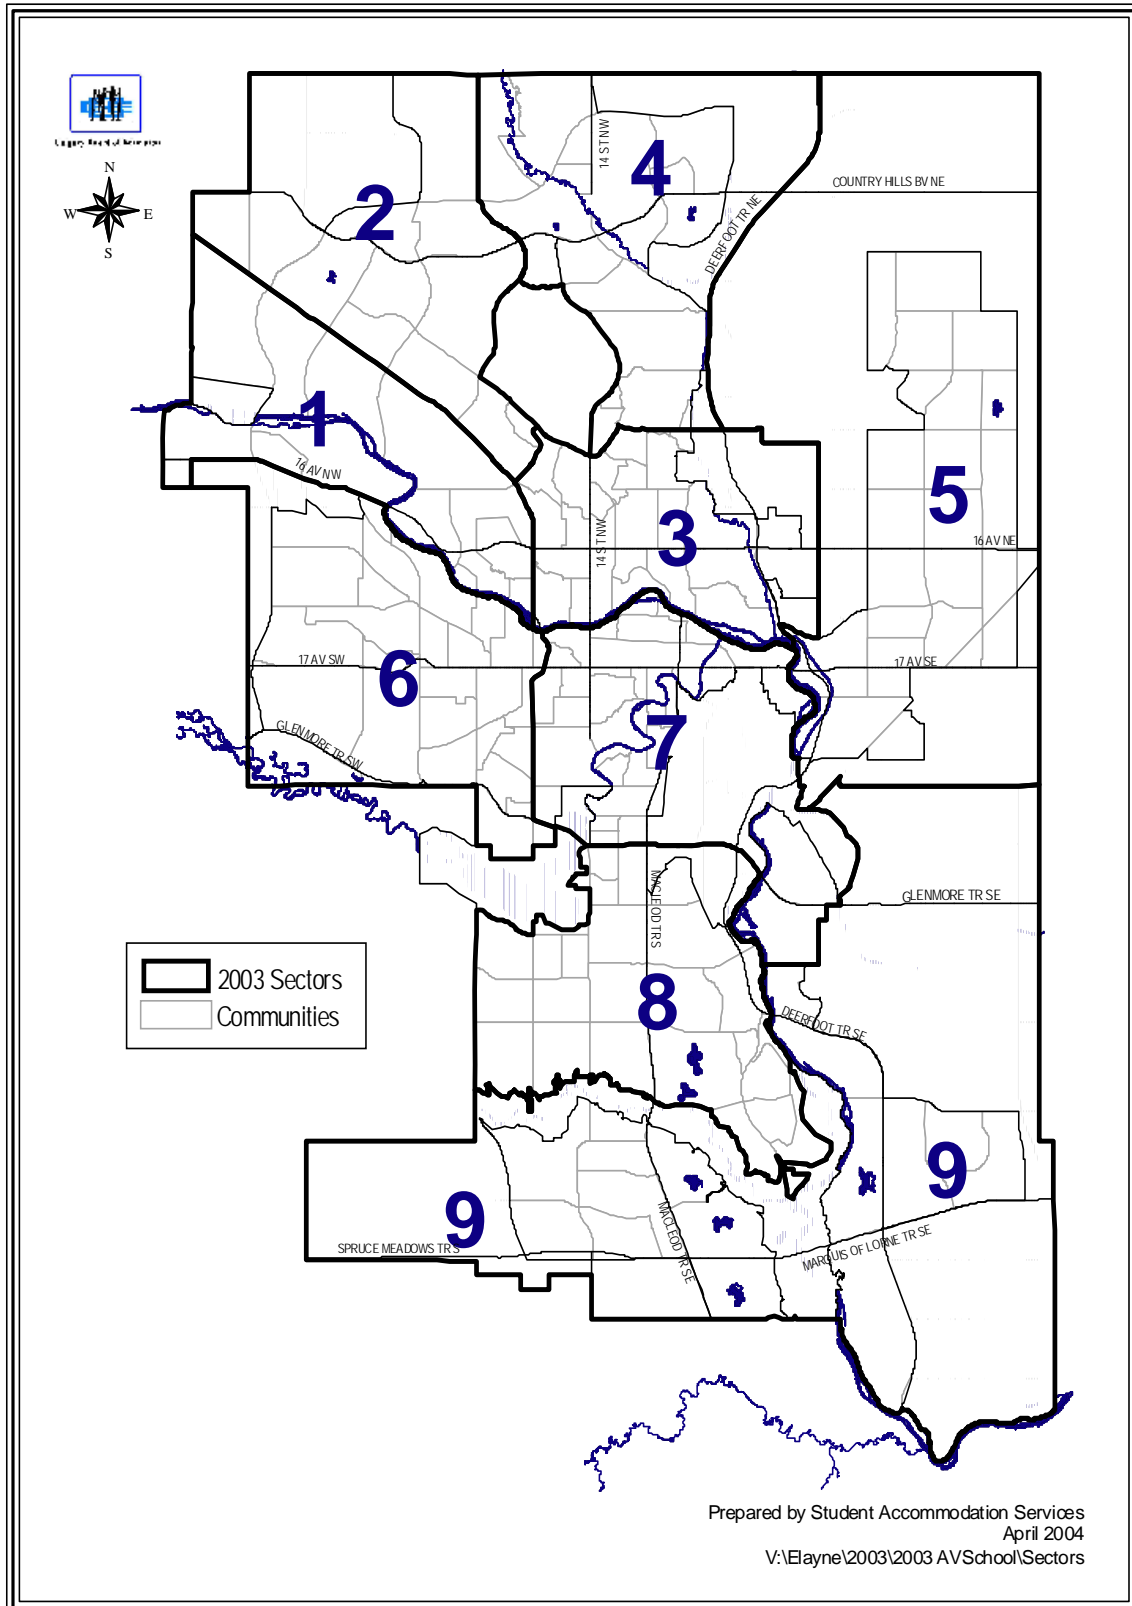 N
W E
S
14 ST NW
4
COUNTRY HILLS BV NE
2
DEERFOOT TR NE
1
16 AV NW
5
14 ST NW
3
16 AV NE
17 AV SW
6
17 AV SE
GLENMORE TR SW
7
MACLEOD TR S
GLENMORE TR SE
2003 Sectors
Communities
8
DEERFOOT TR SE
9
9
MACLEOD TR SE
SPRUCE MEADOWS TR S
MARQUIS OF LORNE TR SE
Prepared by Student Accommodation Services
April 2004
V:\Elayne\2003\2003 AVSchool\Sectors